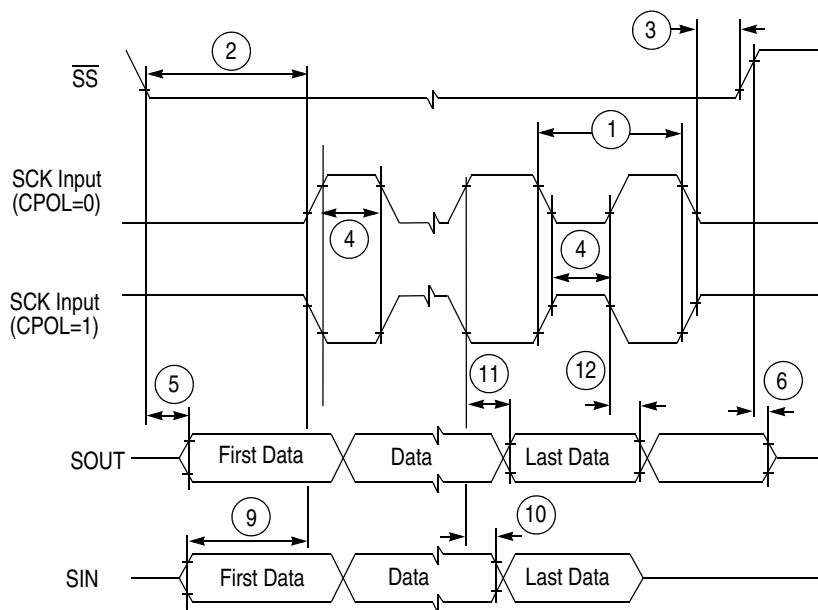 3
2
S̅S̅
1
SCK Input
(CPOL=0)
4
4
SCK Input
(CPOL=1)
5
11
12
6
SOUT
First Data
Data
Last Data
9
10
SIN
First Data
Data
Last Data